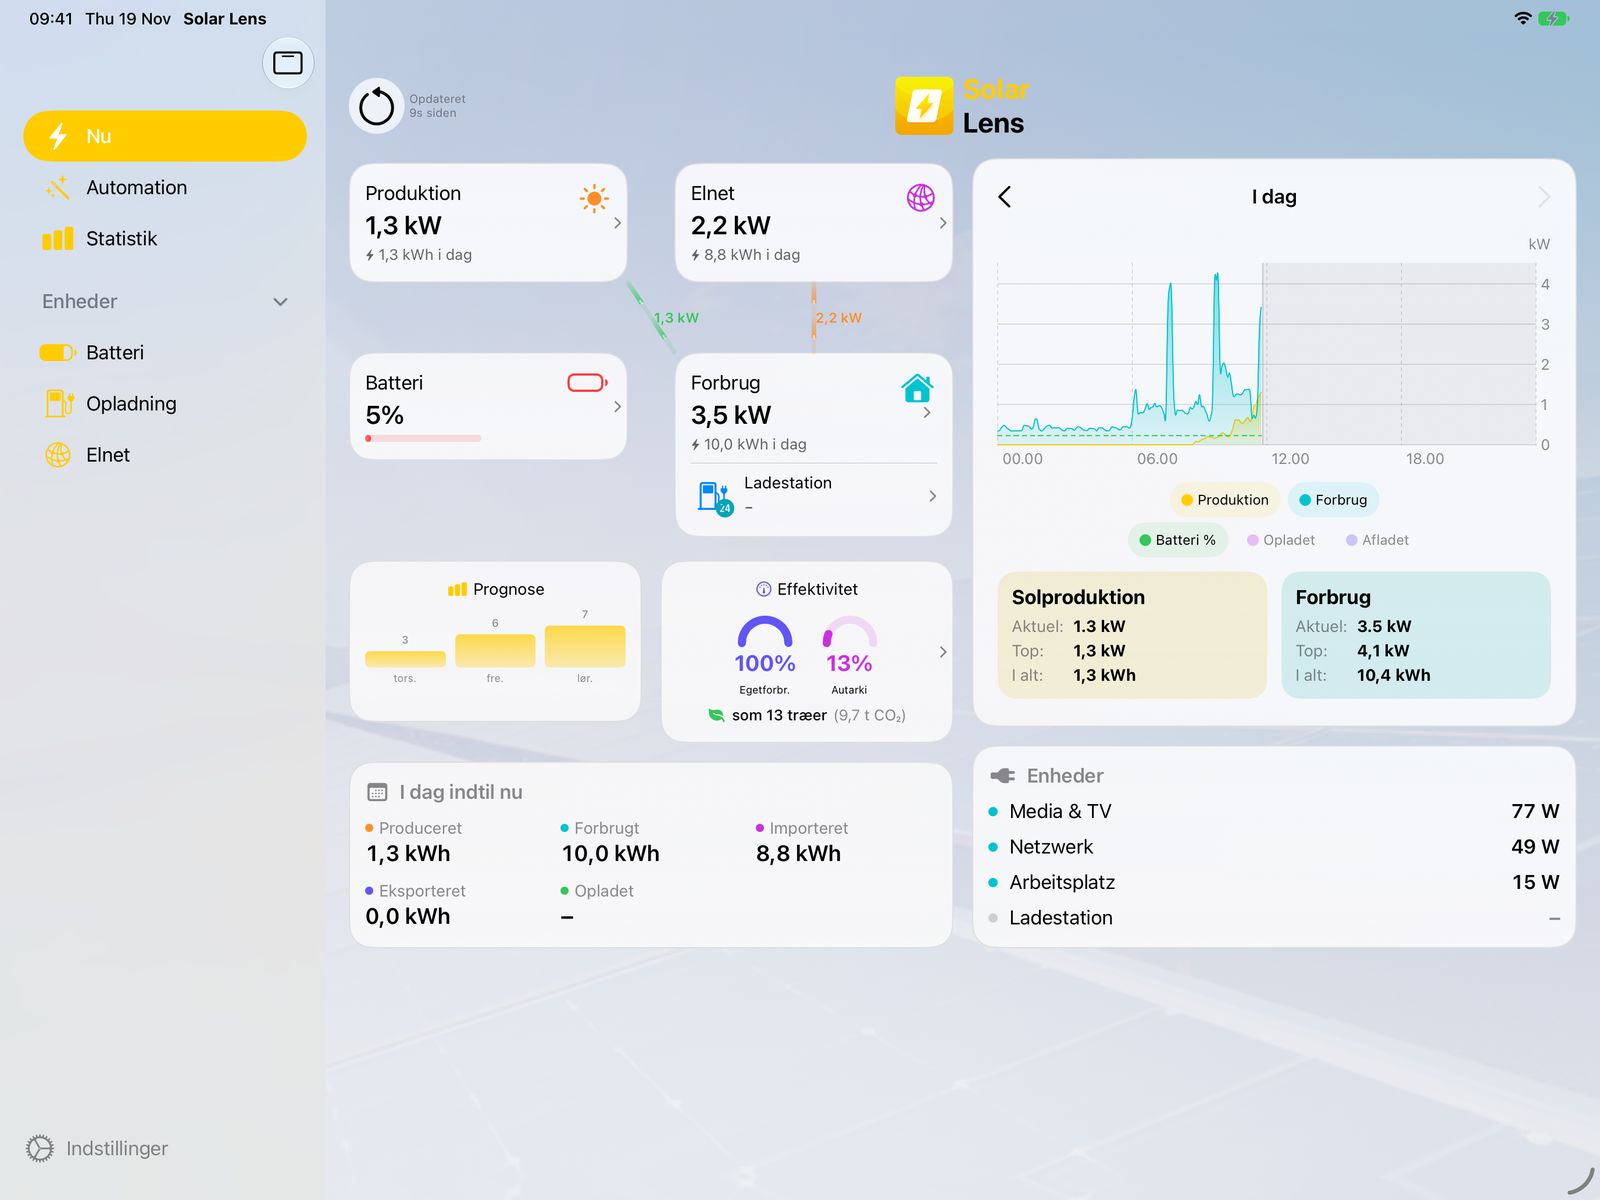 09:41 Thu 19 Nov Solar Lens
Nu
Automation
Statistik
Enheder
Batteri
Opladning
Elnet
Indstillinger
Opdateret
9s siden
Solar
Lens
Produktion
1,3 kW
1,3 kWh i dag
Elnet
2,2 kW
8,8 kWh i dag
1,3 kW
2,2 kW
Batteri
5%
Forbrug
3,5 kW
10,0 kWh i dag
Ladestation
24
–
Prognose
3
6
7
tors.
fre.
lør.
Effektivitet
100%
13%
Egetforbr.
Autarki
som 13 træer (9,7 t CO₂)
I dag indtil nu
Produceret
1,3 kWh
Forbrugt
10,0 kWh
Importeret
8,8 kWh
Eksporteret
0,0 kWh
Opladet
–
I dag
kW
4
3
2
1
0
00.00
06.00
12.00
18.00
Produktion
Forbrug
Batteri %
Opladet
Afladet
Solproduktion
Aktuel: 1.3 kW
Top: 1,3 kW
I alt: 1,3 kWh
Forbrug
Aktuel: 3.5 kW
Top: 4,1 kW
I alt: 10,4 kWh
Enheder
Media & TV 77 W
Netzwerk 49 W
Arbeitsplatz 15 W
Ladestation –